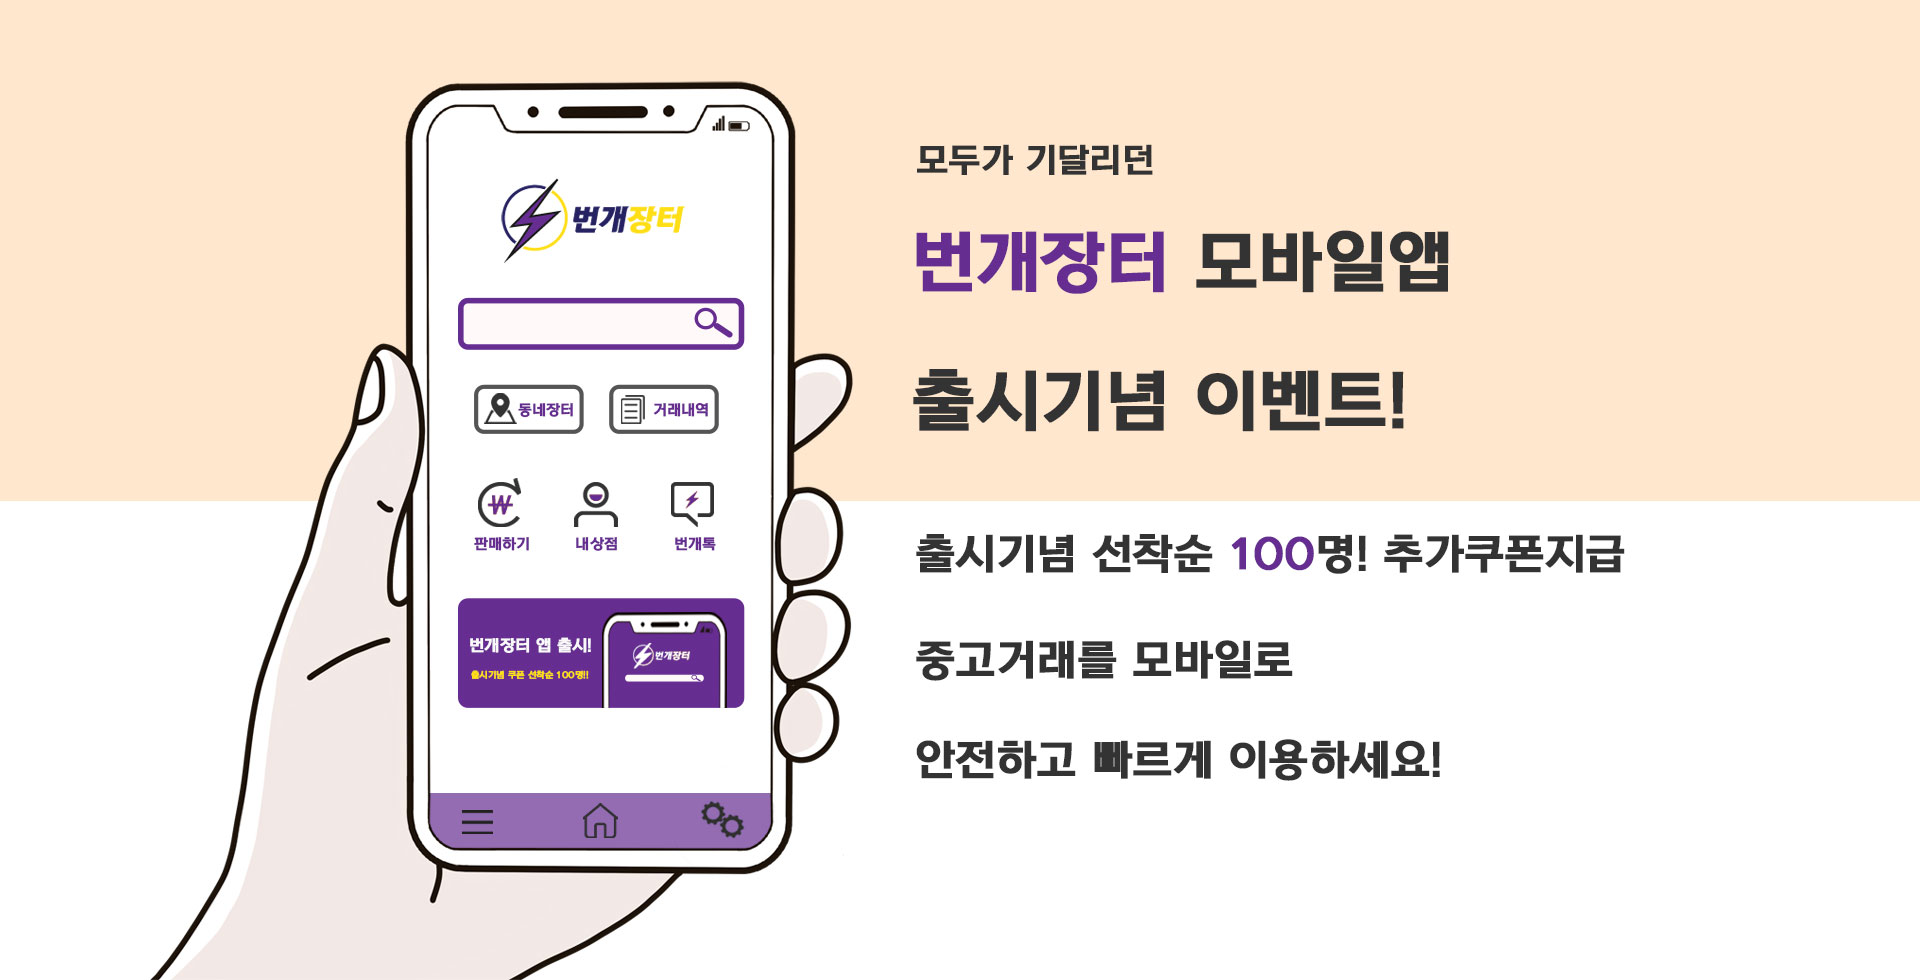 번개장터
동네장터
거래내역
판매하기
내상점
번개톡
번개장터 앱 출시!
출시기념 쿠폰 선착순 100명!!
번개장터
모두가 기달리던
번개장터 모바일앱
출시기념 이벤트!
출시기념 선착순 100명! 추가쿠폰지급
중고거래를 모바일로
안전하고 빠르게 이용하세요!